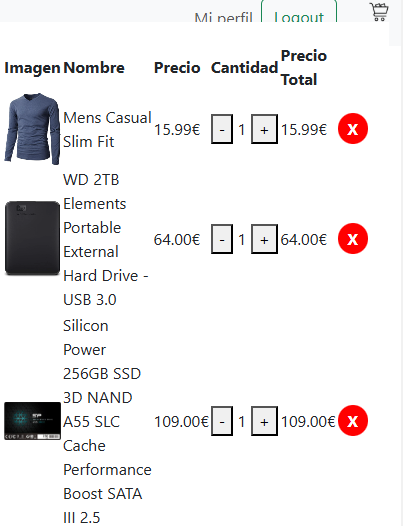 Mi perfil Logout
Imagen Nombre Precio Cantidad Precio Total
Mens Casual
Slim Fit
15.99€ - 1 + 15.99€ X
WD 2TB
Elements
Portable
External
Hard Drive -
USB 3.0
64.00€ - 1 + 64.00€ X
Silicon
Power
256GB SSD
3D NAND
A55 SLC
Cache
Performance
Boost SATA
III 2.5
109.00€ - 1 + 109.00€ X